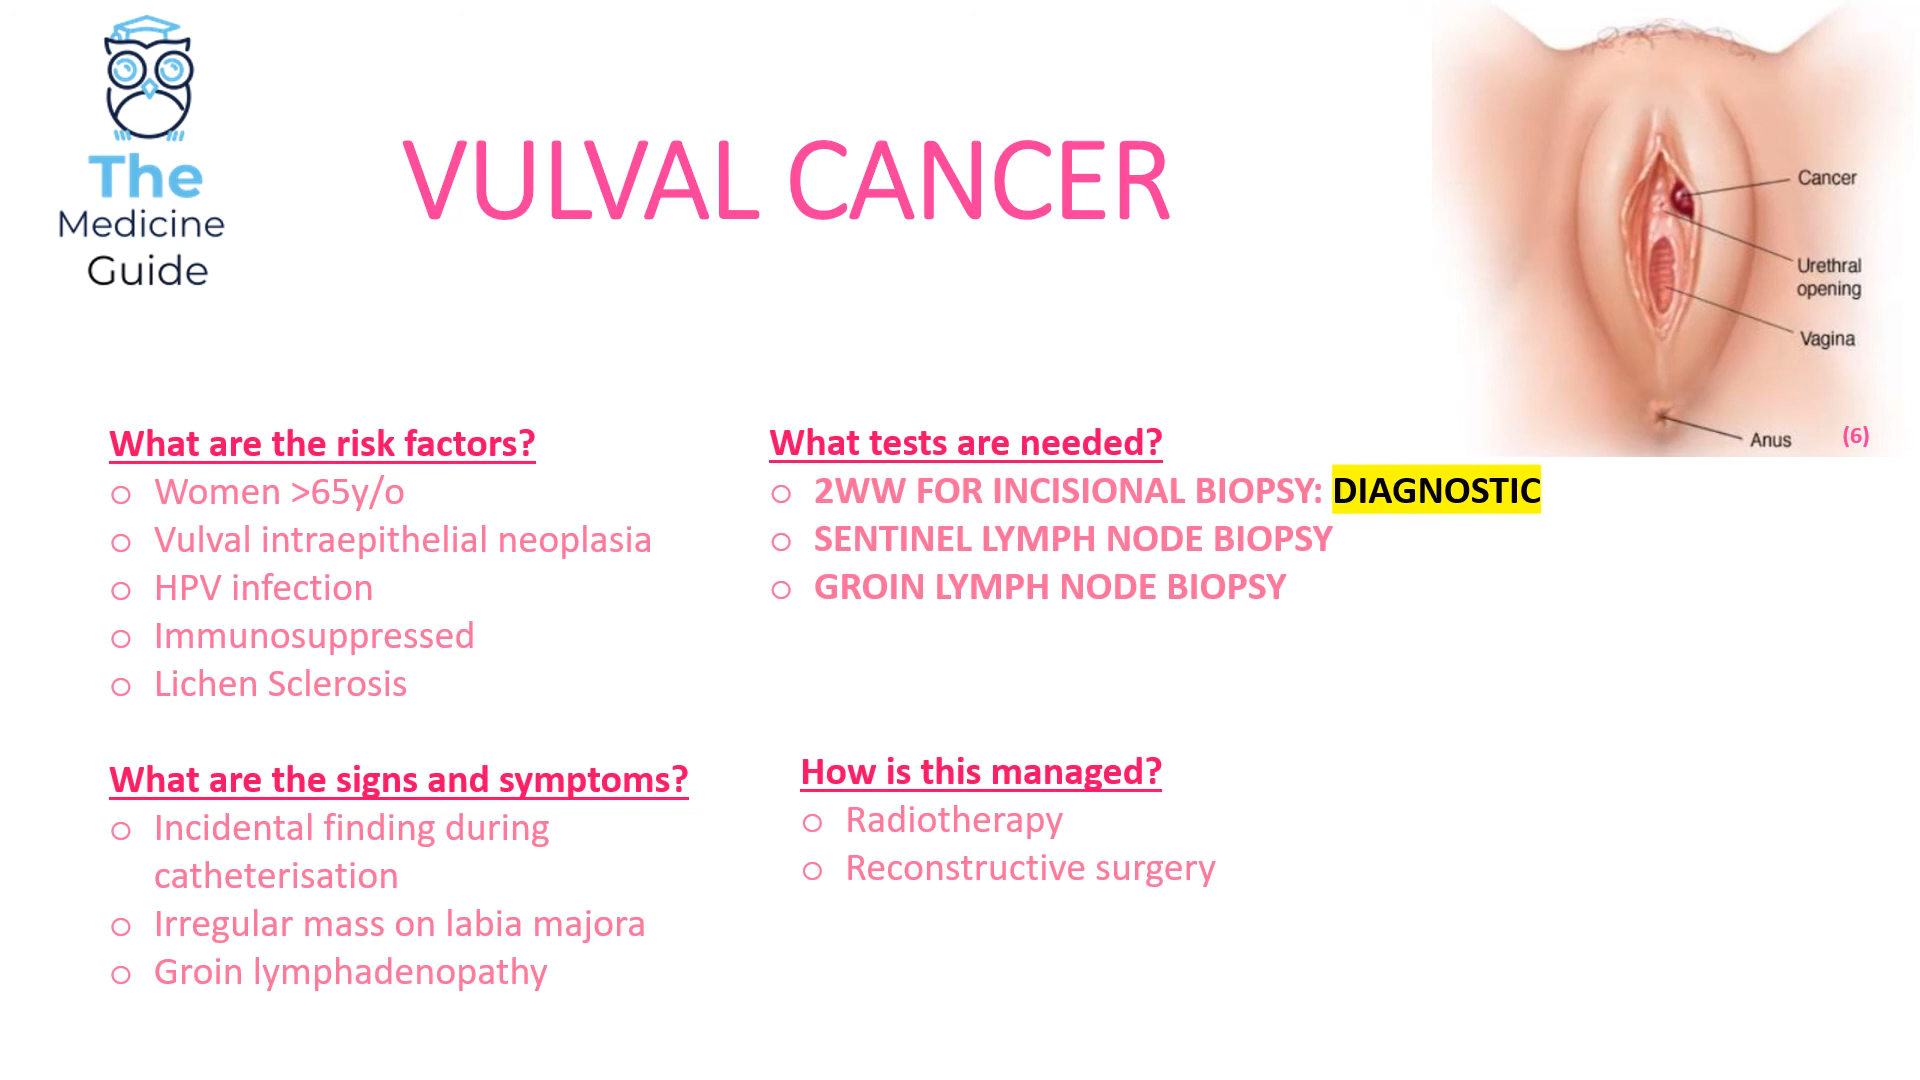 The
Medicine
Guide
VULVAL CANCER
Cancer
Urethral
opening
Vagina
Anus
(6)
What are the risk factors?
o Women >65y/o
o Vulval intraepithelial neoplasia
o HPV infection
o Immunosuppressed
o Lichen Sclerosis
What are the signs and symptoms?
o Incidental finding during
catheterisation
o Irregular mass on labia majora
o Groin lymphadenopathy
What tests are needed?
o 2WW FOR INCISIONAL BIOPSY: DIAGNOSTIC
o SENTINEL LYMPH NODE BIOPSY
o GROIN LYMPH NODE BIOPSY
How is this managed?
o Radiotherapy
o Reconstructive surgery